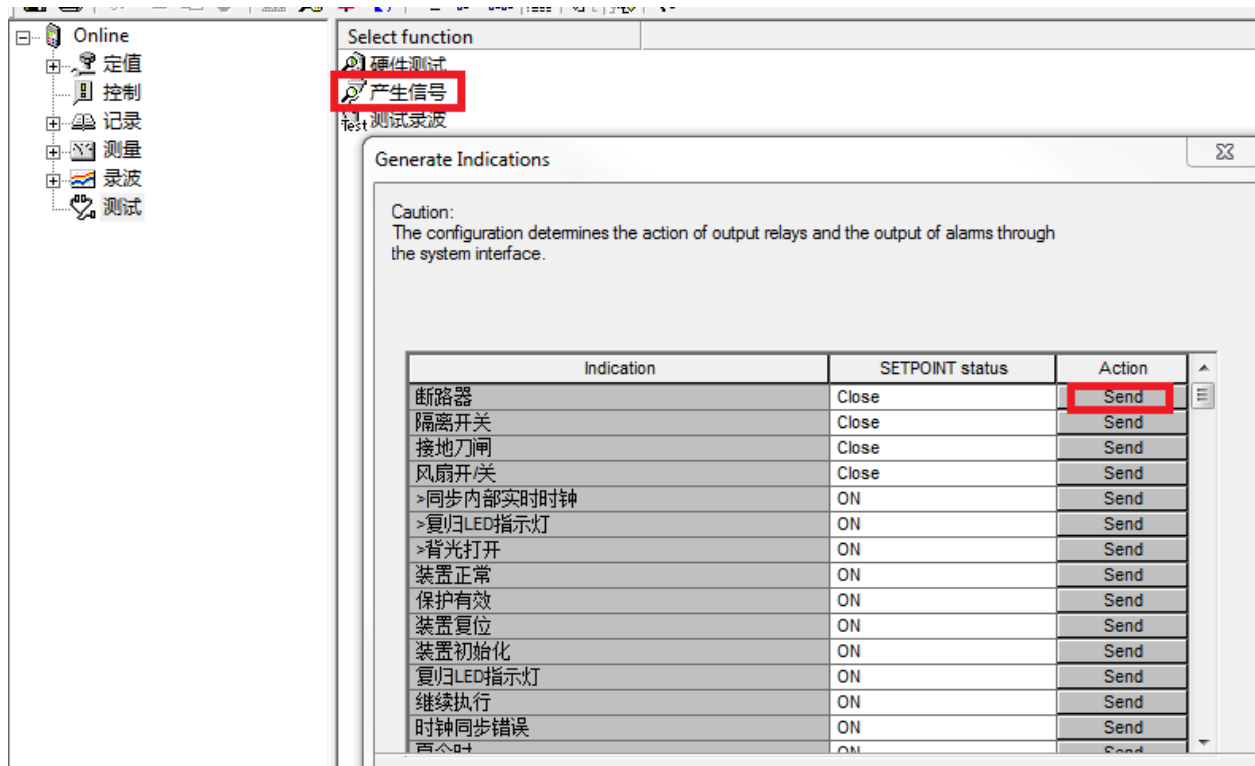 Online
定值
控制
记录
测量
录波
测试
Select function
硬件测试
产生信号
Test 测试录波
Generate Indications
Caution:
The configuration determines the action of output relays and the output of alarms through
the system interface.
Indication SETPOINT status Action
断路器 Close Send
隔离开关 Close Send
接地刀闸 Close Send
风扇开/关 Close Send
>同步内部实时时钟 ON Send
>复归LED指示灯 ON Send
>背光打开 ON Send
装置正常 ON Send
保护有效 ON Send
装置复位 ON Send
装置初始化 ON Send
复归LED指示灯 ON Send
继续执行 ON Send
时钟同步错误 ON Send
ON Send